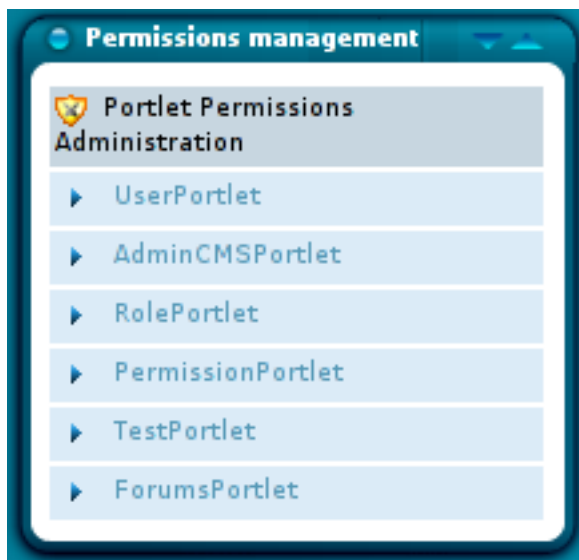 Permissions management
Portlet Permissions
Administration
UserPortlet
AdminCMSPortlet
RolePortlet
PermissionPortlet
TestPortlet
ForumsPortlet